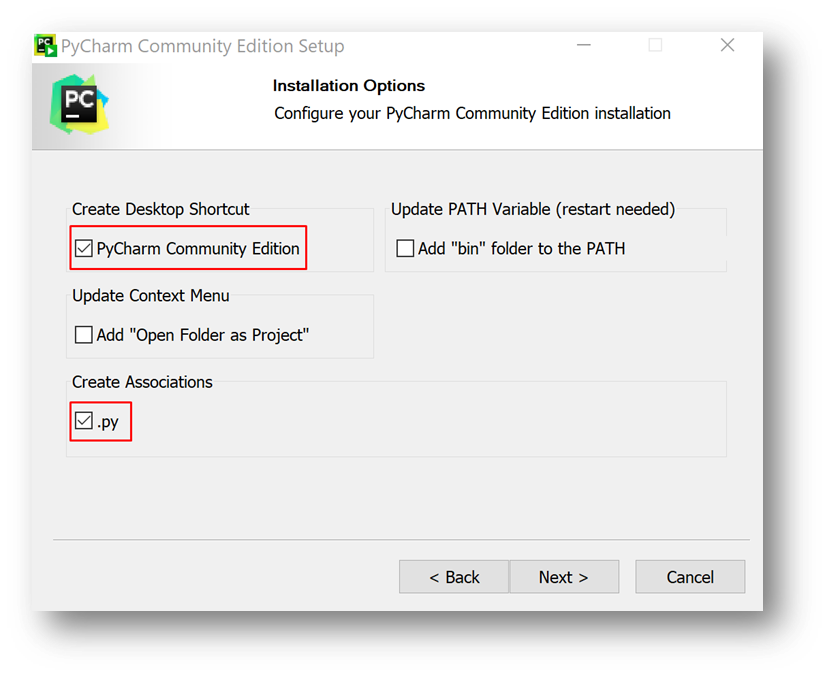 PyCharm Community Edition Setup
PC
Installation Options
Configure your PyCharm Community Edition installation
Create Desktop Shortcut
PyCharm Community Edition
Update PATH Variable (restart needed)
Add "bin" folder to the PATH
Update Context Menu
Add "Open Folder as Project"
Create Associations
.py
< Back
Next >
Cancel